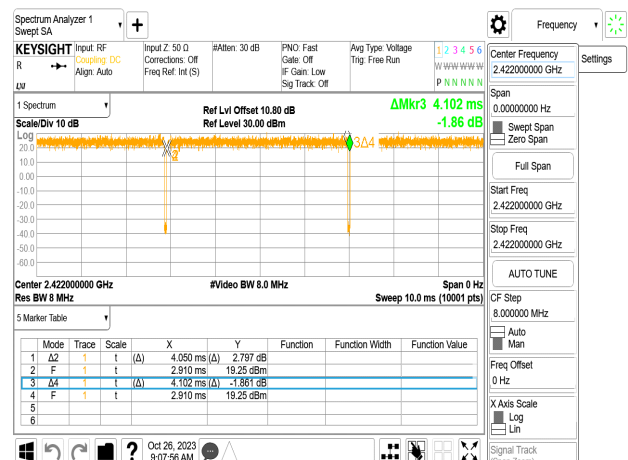 Spectrum Analyzer 1
Swept SA
Frequency
KEYSIGHT
R
Input: RF
Coupling: DC
Align: Auto
Input Z: 50 Ω
Corrections: Off
Freq Ref: Int (S)
#Atten: 30 dB
PNO: Fast
Gate: Off
IF Gain: Low
Sig Track: Off
Avg Type: Voltage
Trig: Free Run
1 2 3 4 5 6
W W W W W W
P N N N N N
Center Frequency
2.422000000 GHz
Settings
Span
0.00000000 Hz
Swept Span
Zero Span
Full Span
Start Freq
2.422000000 GHz
Stop Freq
2.422000000 GHz
AUTO TUNE
CF Step
8.000000 MHz
Auto
Man
Freq Offset
0 Hz
X Axis Scale
Log
Lin
Signal Track
(Span Zoom)
1 Spectrum
Scale/Div 10 dB
Ref Lvl Offset 10.80 dB
Ref Level 30.00 dBm
ΔMkr3 4.102 ms
-1.86 dB
Log
20.0
10.0
0.00
-10.0
-20.0
-30.0
-40.0
-50.0
-60.0
3Δ4
Center 2.422000000 GHz
#Video BW 8.0 MHz
Span 0 Hz
Res BW 8 MHz
Sweep 10.0 ms (10001 pts)
5 Marker Table
Mode Trace Scale X Y Function Function Width Function Value
1 Δ2 1 t (Δ) 4.050 ms (Δ) 2.797 dB
2 F 1 t 2.910 ms 19.25 dBm
3 Δ4 1 t (Δ) 4.102 ms (Δ) -1.861 dB
4 F 1 t 2.910 ms 19.25 dBm
5
6
?
Oct 26, 2023
9:07:56 AM